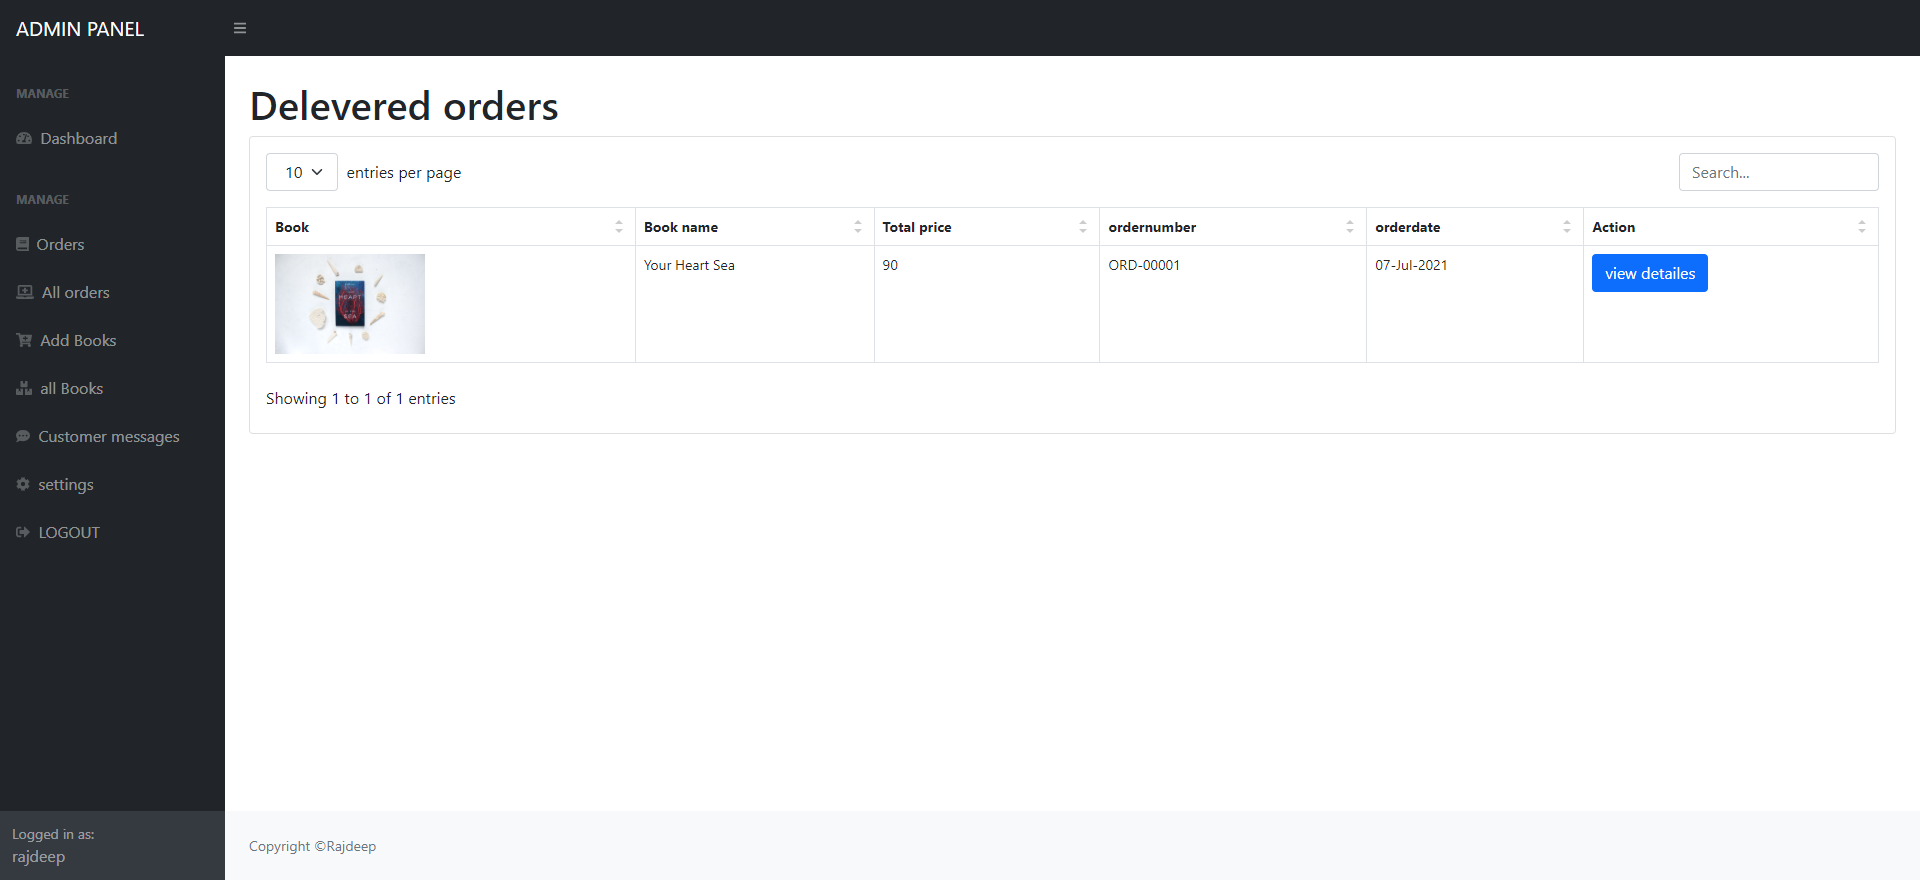 ADMIN PANEL
MANAGE
Dashboard
MANAGE
Orders
All orders
Add Books
all Books
Customer messages
settings
LOGOUT
Logged in as:
rajdeep
Delevered orders
10 entries per page
Search...
Book Book name Total price ordernumber orderdate Action
HEART
SEA
Your Heart Sea 90 ORD-00001 07-Jul-2021 view detailes
Showing 1 to 1 of 1 entries
Copyright ©Rajdeep